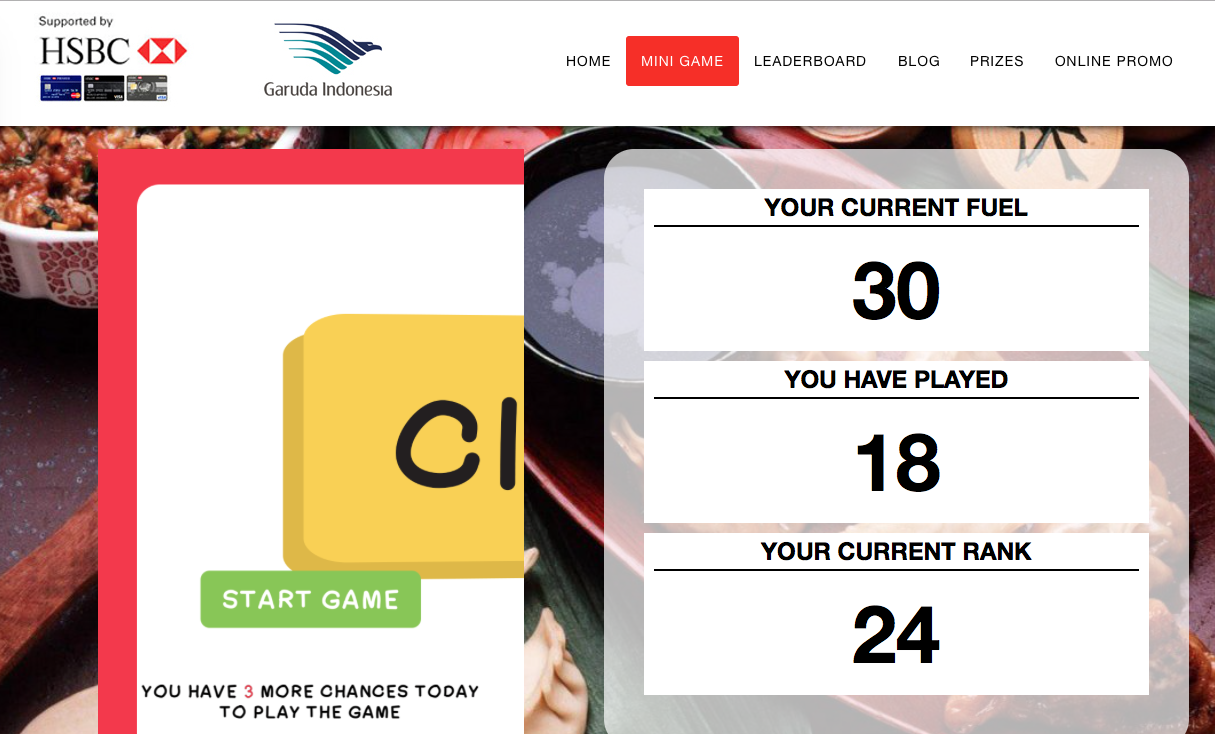 Supported by
HSBC
Garuda Indonesia
HOME MINI GAME LEADERBOARD BLOG PRIZES ONLINE PROMO
YOUR CURRENT FUEL
30
YOU HAVE PLAYED
18
YOUR CURRENT RANK
24
START GAME
YOU HAVE 3 MORE CHANCES TODAY
TO PLAY THE GAME